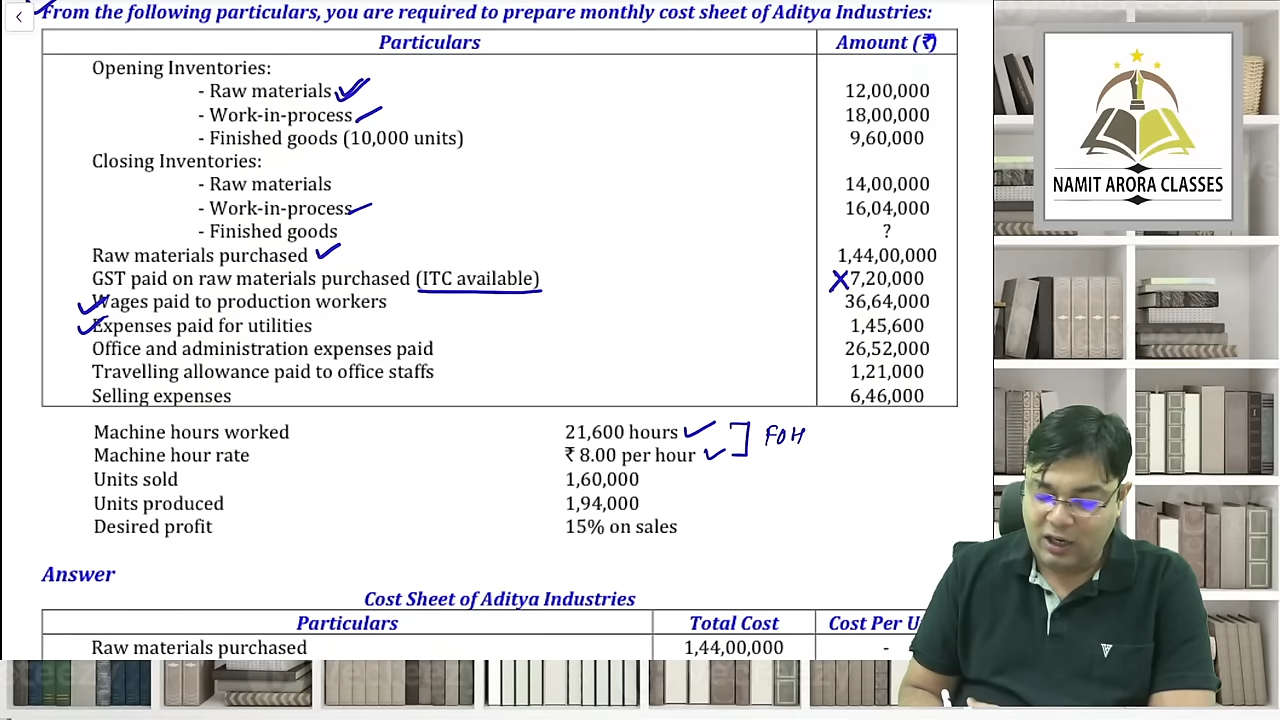 From the following particulars, you are required to prepare monthly cost sheet of Aditya Industries:
Particulars Amount (₹)
Opening Inventories:
- Raw materials 12,00,000
- Work-in-process 18,00,000
- Finished goods (10,000 units) 9,60,000
Closing Inventories:
- Raw materials 14,00,000
- Work-in-process 16,04,000
- Finished goods ?
Raw materials purchased 1,44,00,000
GST paid on raw materials purchased (ITC available) 7,20,000
Wages paid to production workers 36,64,000
Expenses paid for utilities 1,45,600
Office and administration expenses paid 26,52,000
Travelling allowance paid to office staffs 1,21,000
Selling expenses 6,46,000
Machine hours worked 21,600 hours
Machine hour rate ₹ 8.00 per hour
FOH
Units sold 1,60,000
Units produced 1,94,000
Desired profit 15% on sales
Answer
Cost Sheet of Aditya Industries
Particulars Total Cost Cost Per
Raw materials purchased 1,44,00,000 -
NAMIT ARORA CLASSES